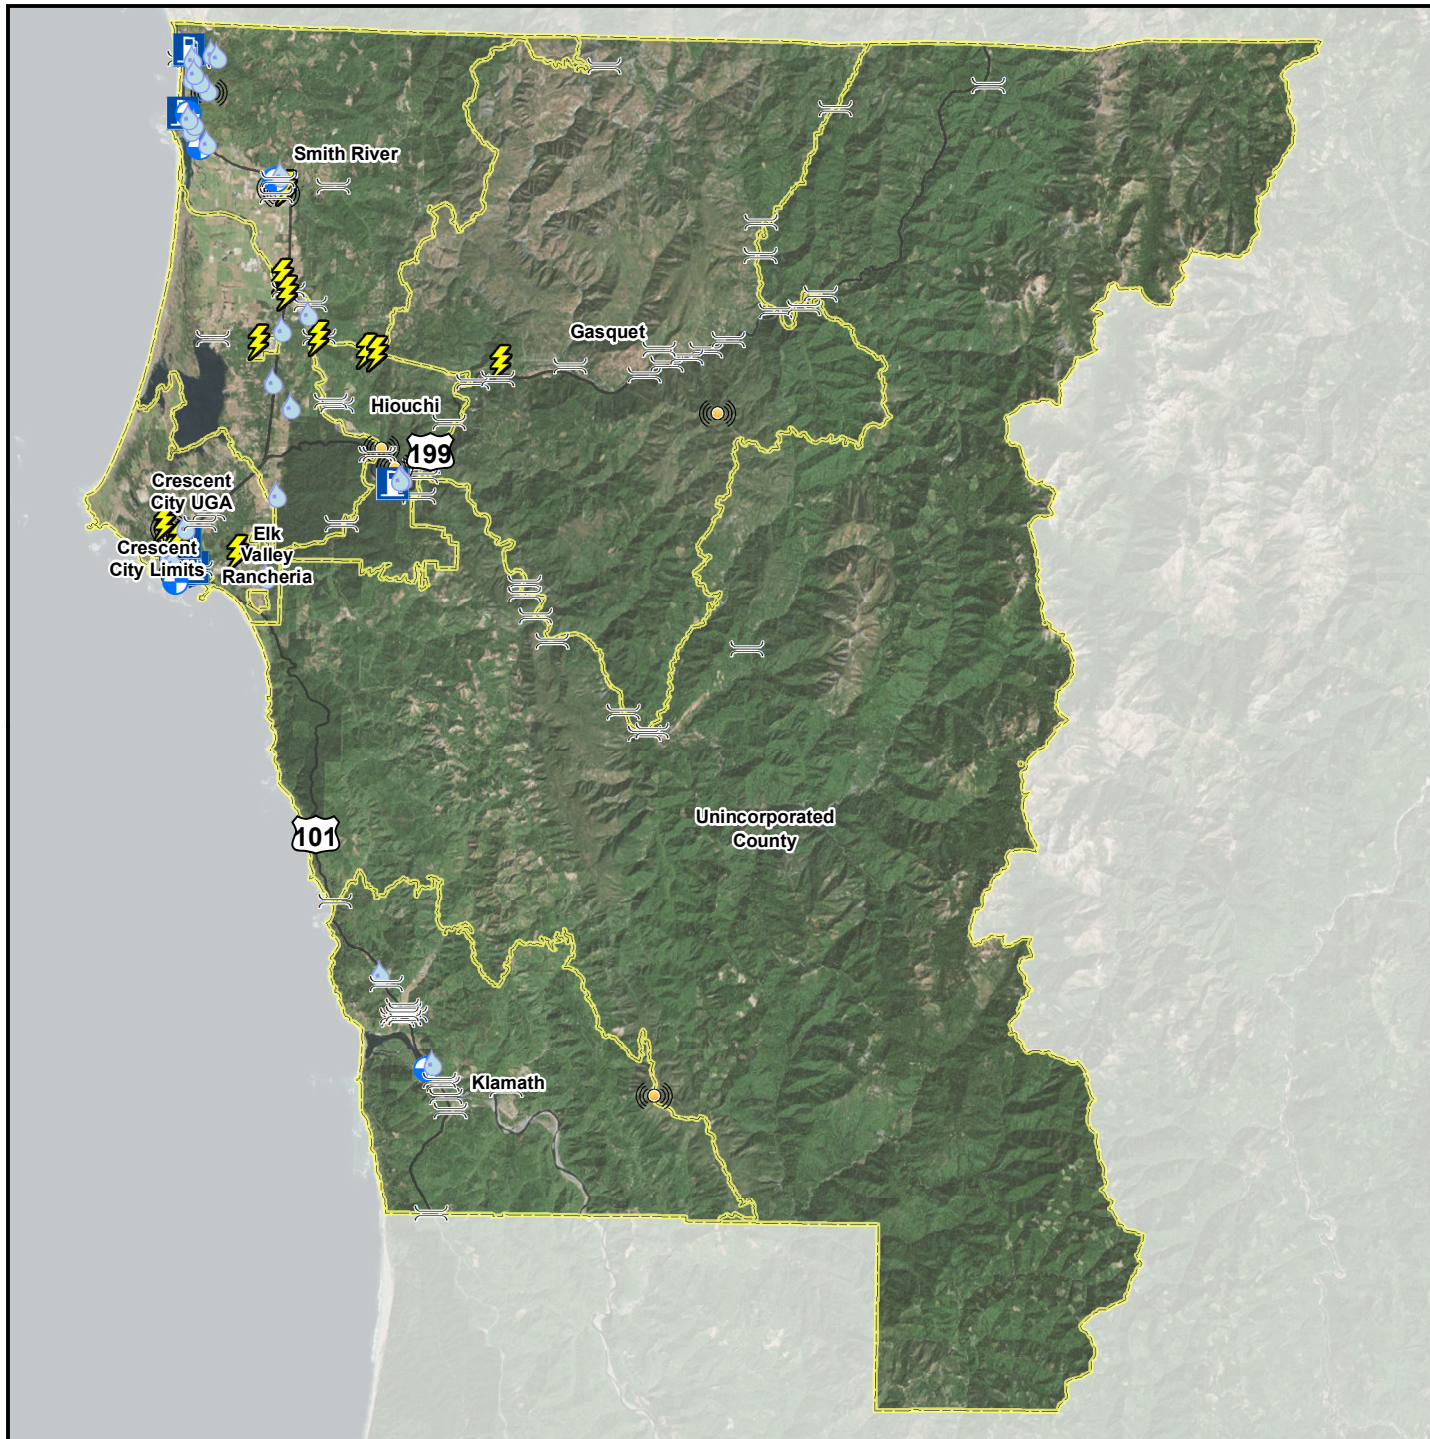 Smith River
Gasquet
Hiouchi
199
Crescent
City UGA
Elk
Valley
Rancheria
Crescent
City Limits
Unincorporated
County
101
Klamath